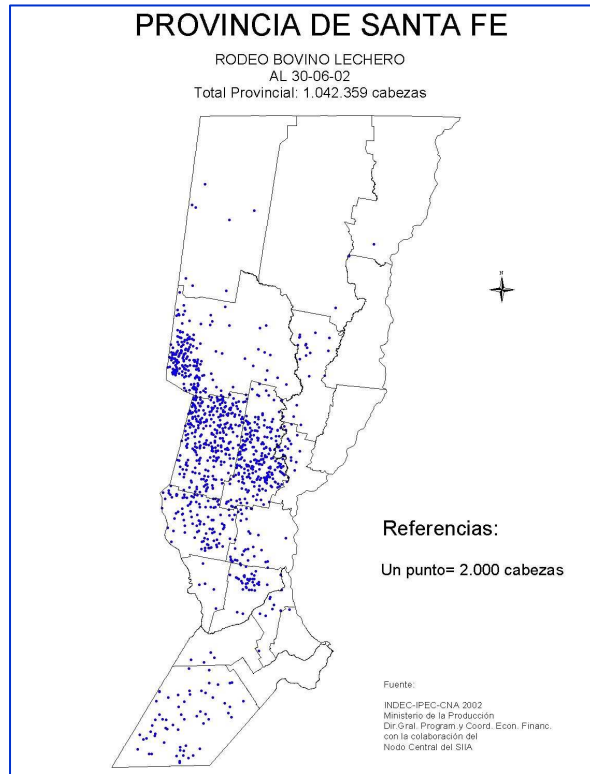 PROVINCIA DE SANTA FE
RODEO BOVINO LECHERO
AL 30-06-02
Total Provincial: 1.042.359 cabezas
N
Referencias:
Un punto= 2.000 cabezas
Fuente:
INDEC-IPEC-CNA 2002
Ministerio de la Producción
Dir.Gral. Program.y Coord. Econ. Financ.
con la colaboración del
Nodo Central del SIIA